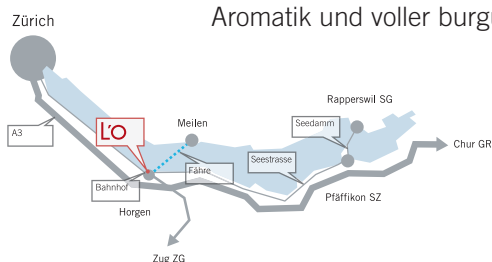 Aromatik und voller
Zürich
Rapperswil SG
L'O
Meilen
Seedamm
A3
Chur GR
Seestrasse
Fähre
Bahnhof
Pfäffikon SZ
Horgen
Zug ZG